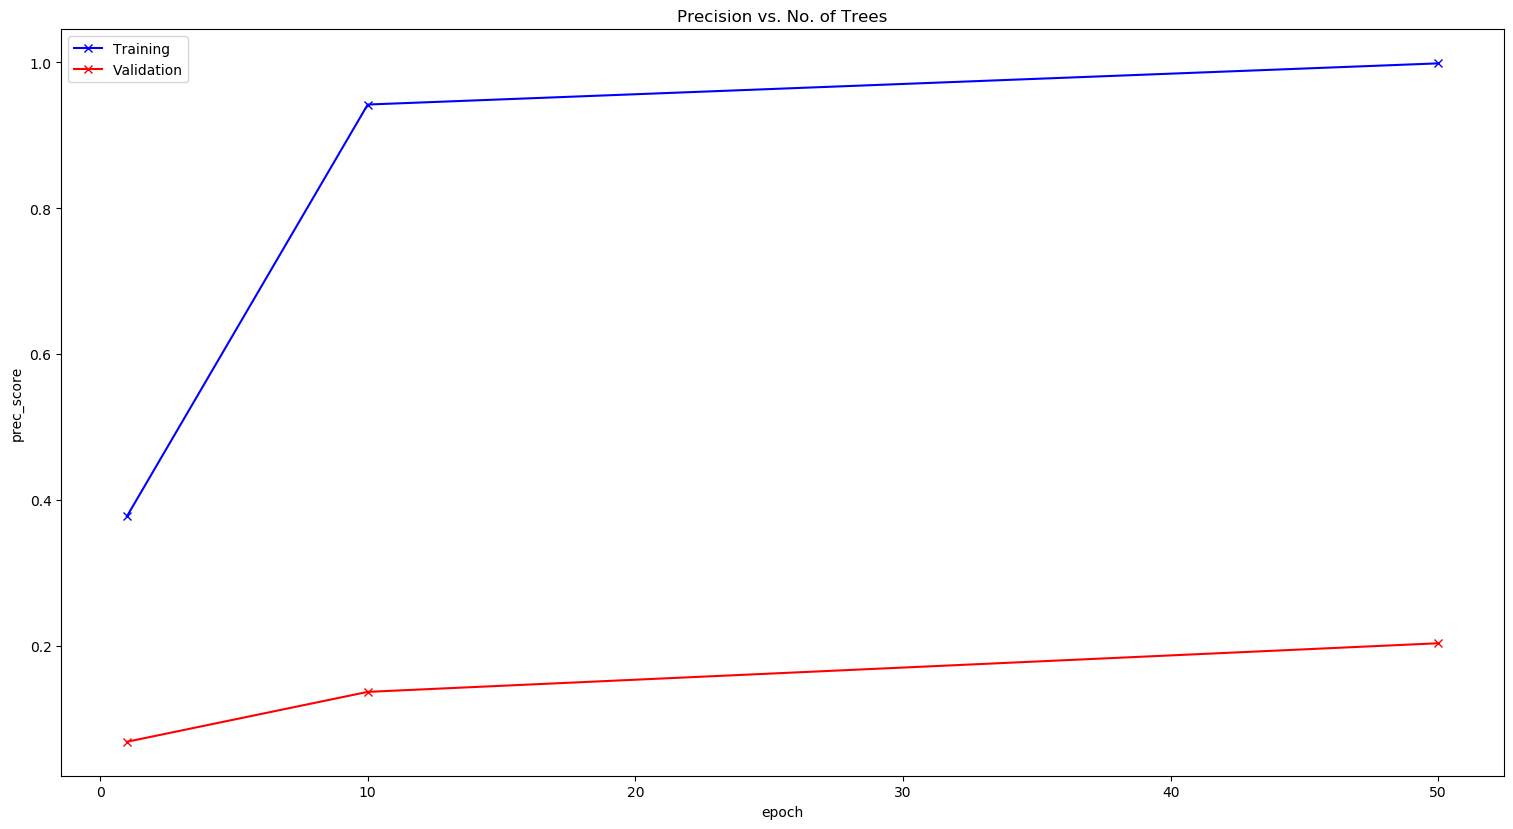 Precision vs. No. of Trees
Training
Validation
1.0
0.8
0.6
0.4
0.2
prec_score
0 10 20 30 40 50
epoch